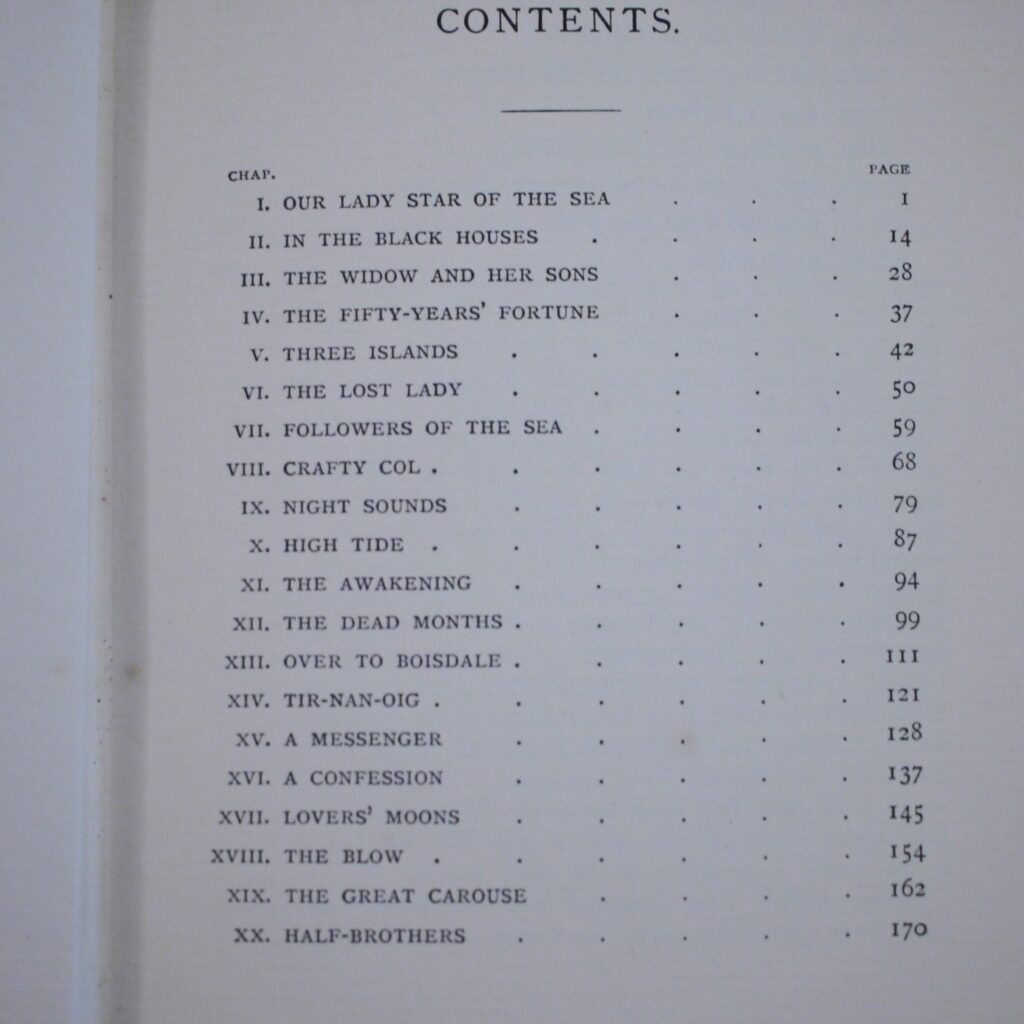 CONTENTS.
CHAP. PAGE
I. OUR LADY STAR OF THE SEA . . . 1
II. IN THE BLACK HOUSES . . . . 14
III. THE WIDOW AND HER SONS . . . 28
IV. THE FIFTY-YEARS' FORTUNE . . . 37
V. THREE ISLANDS . . . . . 42
VI. THE LOST LADY . . . . . 50
VII. FOLLOWERS OF THE SEA . . . . 59
VIII. CRAFTY COL . . . . . . 68
IX. NIGHT SOUNDS . . . . . 79
X. HIGH TIDE . . . . . . 87
XI. THE AWAKENING . . . . . 94
XII. THE DEAD MONTHS . . . . . 99
XIII. OVER TO BOISDALE . . . . . 111
XIV. TIR-NAN-OIG . . . . . . 121
XV. A MESSENGER . . . . . 128
XVI. A CONFESSION . . . . . 137
XVII. LOVERS' MOONS . . . . . 145
XVIII. THE BLOW . . . . . . 154
XIX. THE GREAT CAROUSE . . . . 162
XX. HALF-BROTHERS . . . . . 170